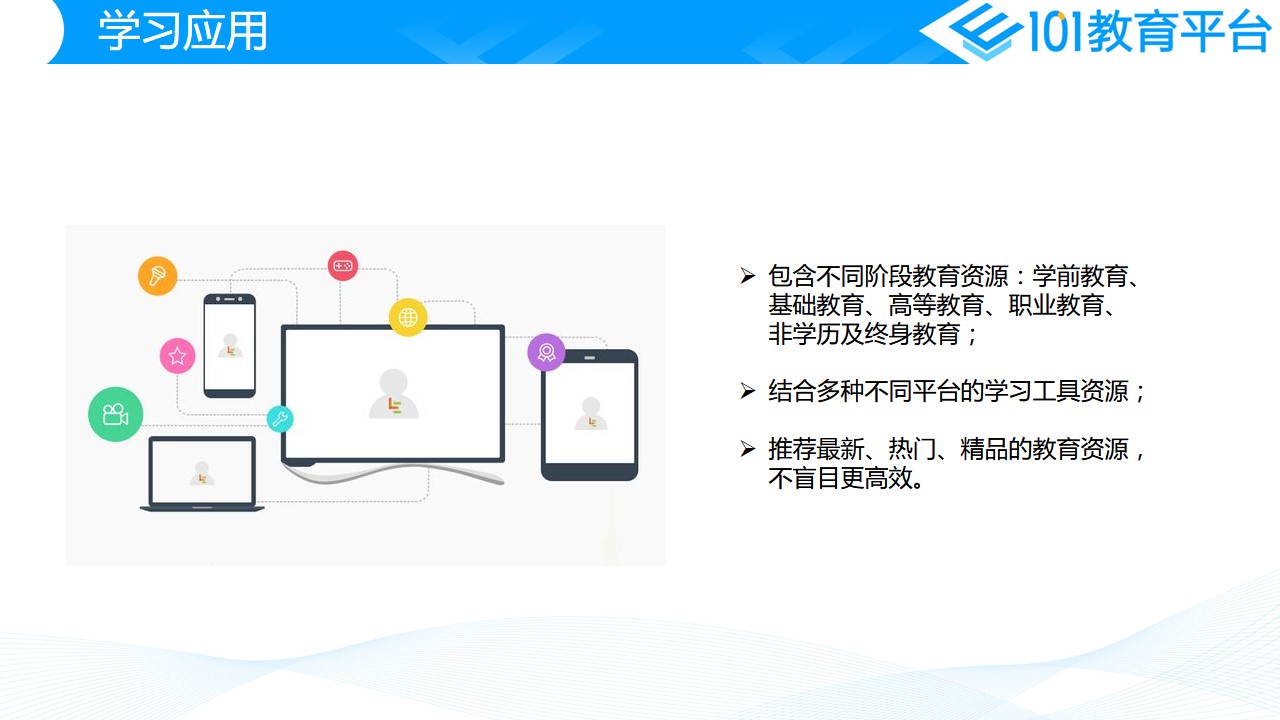 学习应用
101教育平台
包含不同阶段教育资源：学前教育、
基础教育、高等教育、职业教育、
非学历及终身教育；
结合多种不同平台的学习工具资源；
推荐最新、热门、精品的教育资源，
不盲目更高效。